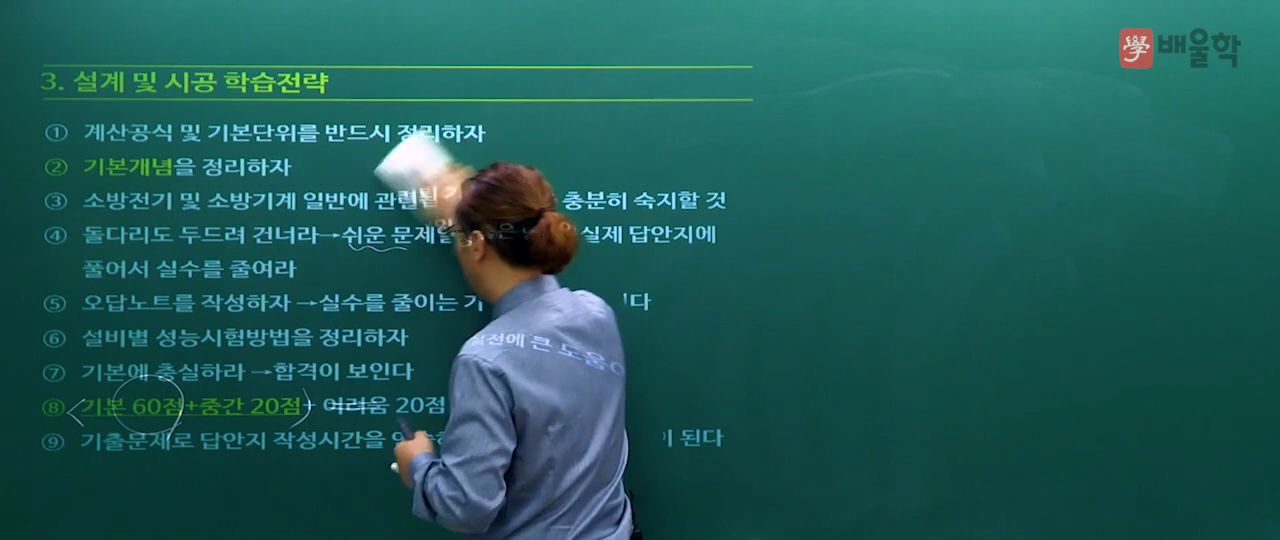 學 배울학
3. 설계 및 시공 학습전략
① 계산공식 및 기본단위를 반드시 정리하자
② 기본개념을 정리하자
③ 소방전기 및 소방기계 일반에 관련된 충분히 숙지할 것
④ 돌다리도 두드려 건너라→쉬운 문제일 실제 답안지에
풀어서 실수를 줄여라
⑤ 오답노트를 작성하자 →실수를 줄이는
⑥ 설비별 성능시험방법을 정리하자
⑦ 기본에 충실하라 →합격이 보인다
⑧ 기본 60점+중간 20점+ 어려움 20점
⑨ 기출문제로 답안지 작성시간을 된다
실전에 큰 도움이